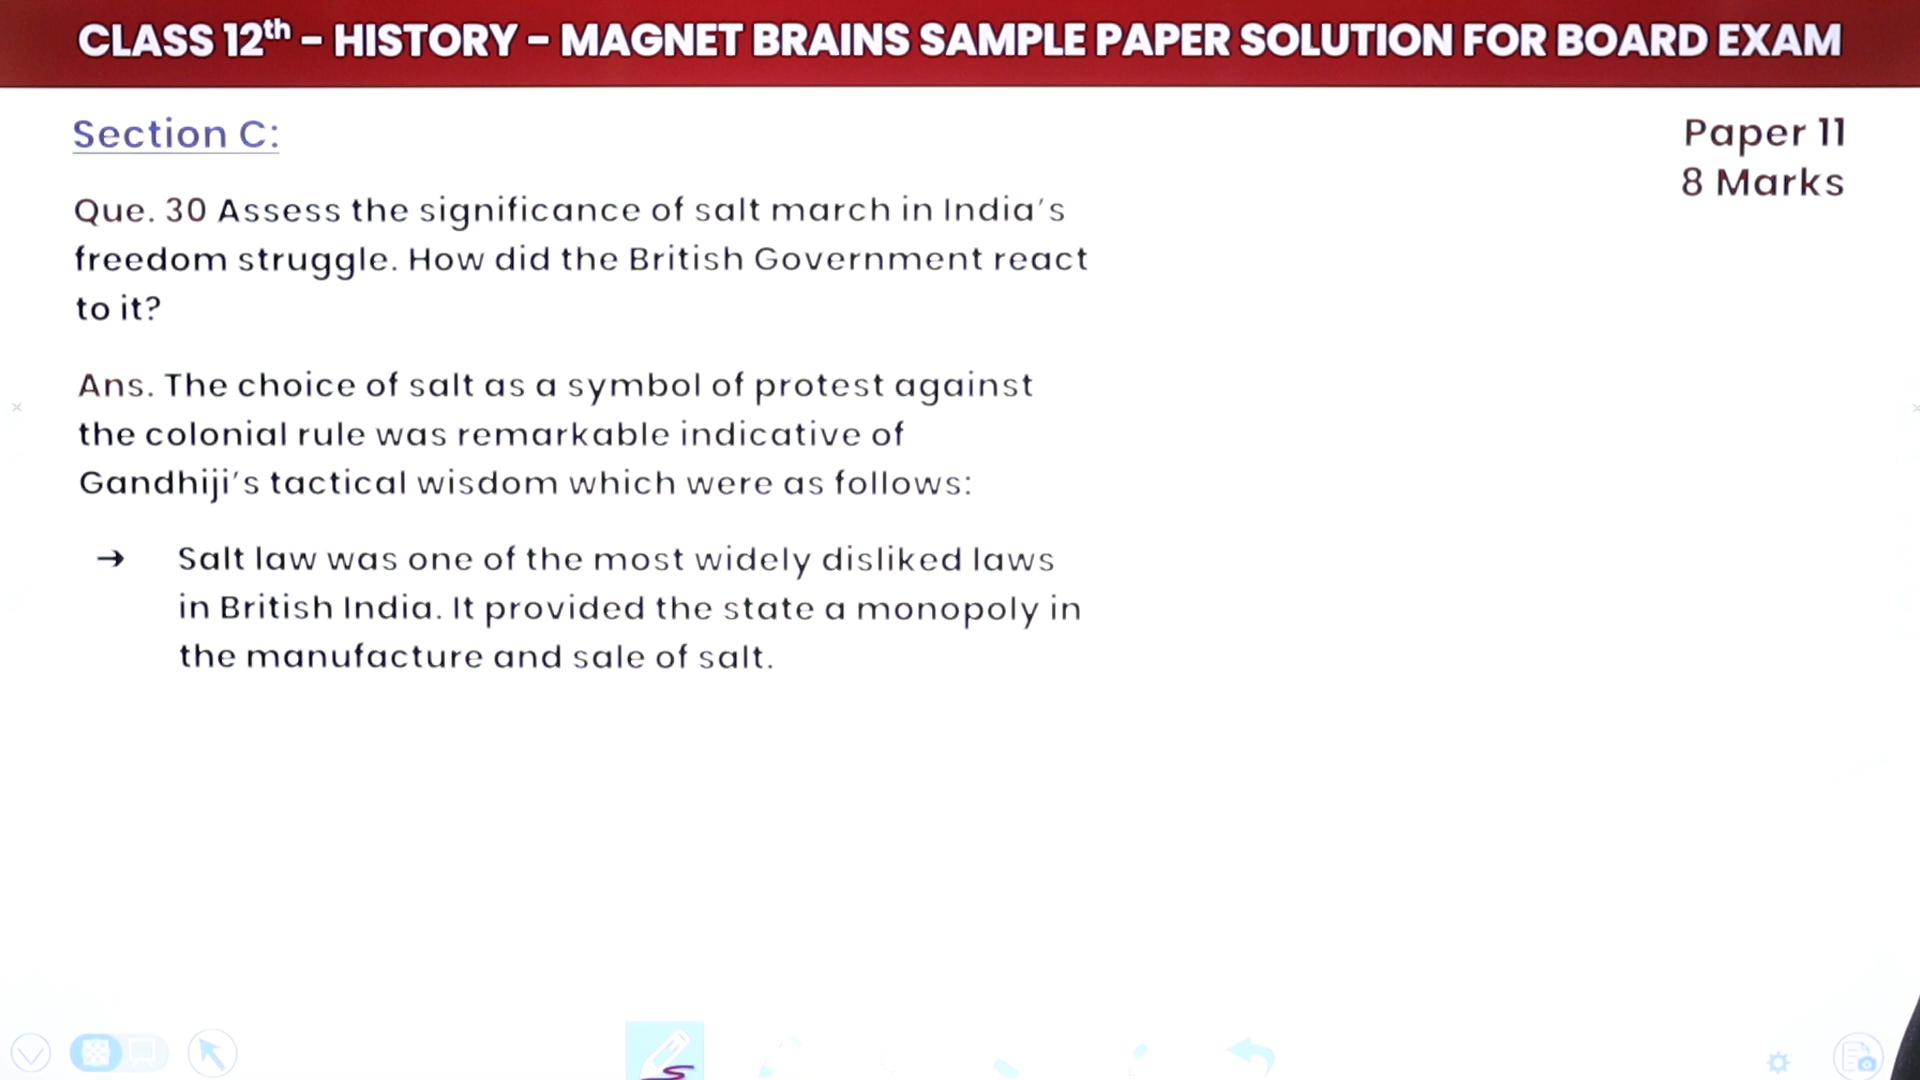 CLASS 12th – HISTORY – MAGNET BRAINS SAMPLE PAPER SOLUTION FOR BOARD EXAM
Section C:
Paper 11
8 Marks
Que. 30 Assess the significance of salt march in India's
freedom struggle. How did the British Government react
to it?
Ans. The choice of salt as a symbol of protest against
the colonial rule was remarkable indicative of
Gandhiji's tactical wisdom which were as follows:
→ Salt law was one of the most widely disliked laws
in British India. It provided the state a monopoly in
the manufacture and sale of salt.